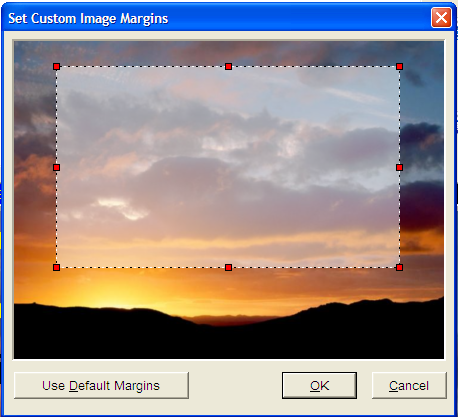 Set Custom Image Margins
Use Default Margins
OK
Cancel